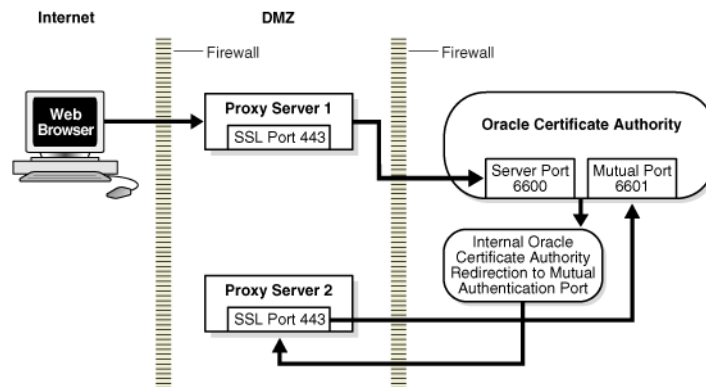 Internet
DMZ
Firewall
Firewall
Web
Browser
Proxy Server 1
SSL Port 443
Oracle Certificate Authority
Server Port
6600
Mutual Port
6601
Internal Oracle
Certificate Authority
Redirection to Mutual
Authentication Port
Proxy Server 2
SSL Port 443